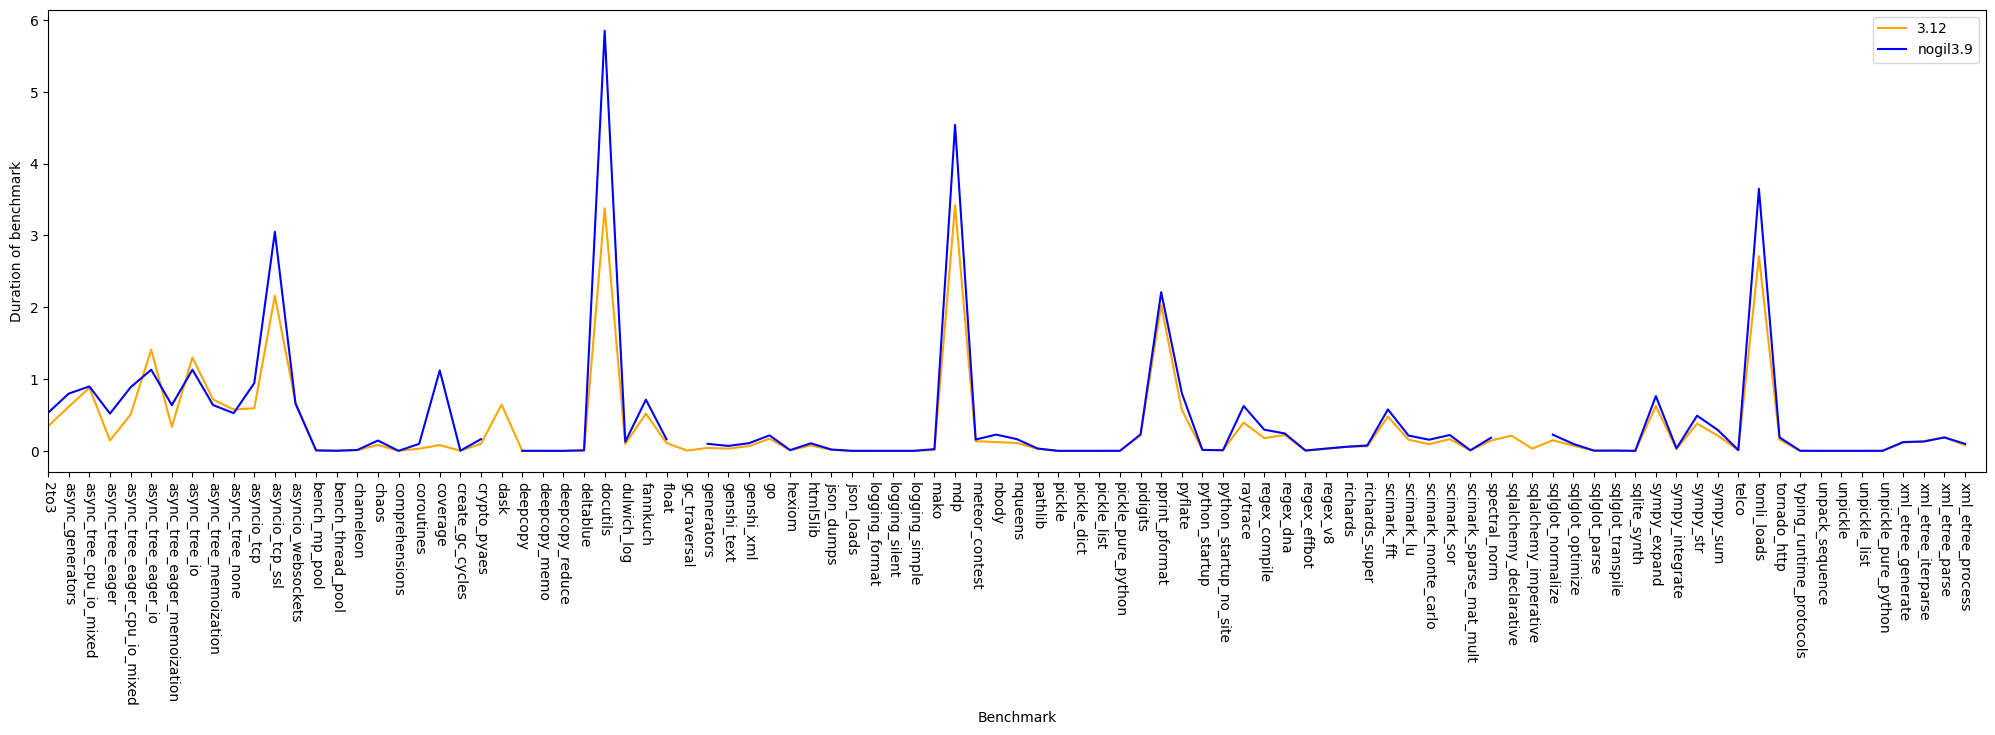 6
5
4
3
2
1
0
Duration of benchmark
3.12
nogil3.9
2to3
async_generators
async_tree_cpu_io_mixed
async_tree_eager
async_tree_eager_cpu_io_mixed
async_tree_eager_io
async_tree_eager_memoization
async_tree_io
async_tree_memoization
async_tree_none
asyncio_tcp
asyncio_tcp_ssl
asyncio_websockets
bench_mp_pool
bench_thread_pool
chameleon
chaos
comprehensions
coroutines
coverage
create_gc_cycles
crypto_pyaes
dask
deepcopy
deepcopy_memo
deepcopy_reduce
deltablue
docutils
dulwich_log
fannkuch
float
gc_traversal
generators
genshi_text
genshi_xml
go
hexiom
html5lib
json_dumps
json_loads
logging_format
logging_silent
logging_simple
mako
mdp
meteor_contest
nbody
nqueens
pathlib
pickle
pickle_dict
pickle_list
pickle_pure_python
pidigits
pprint_pformat
pyflate
python_startup
python_startup_no_site
raytrace
regex_compile
regex_dna
regex_effbot
regex_v8
richards
richards_super
scimark_fft
scimark_lu
scimark_monte_carlo
scimark_sor
scimark_sparse_mat_mult
spectral_norm
sqlalchemy_declarative
sqlalchemy_imperative
sqlglot_normalize
sqlglot_optimize
sqlglot_parse
sqlglot_transpile
sqlite_synth
sympy_expand
sympy_integrate
sympy_str
sympy_sum
telco
tomli_loads
tornado_http
typing_runtime_protocols
unpack_sequence
unpickle
unpickle_list
unpickle_pure_python
xml_etree_generate
xml_etree_iterparse
xml_etree_parse
xml_etree_process
Benchmark